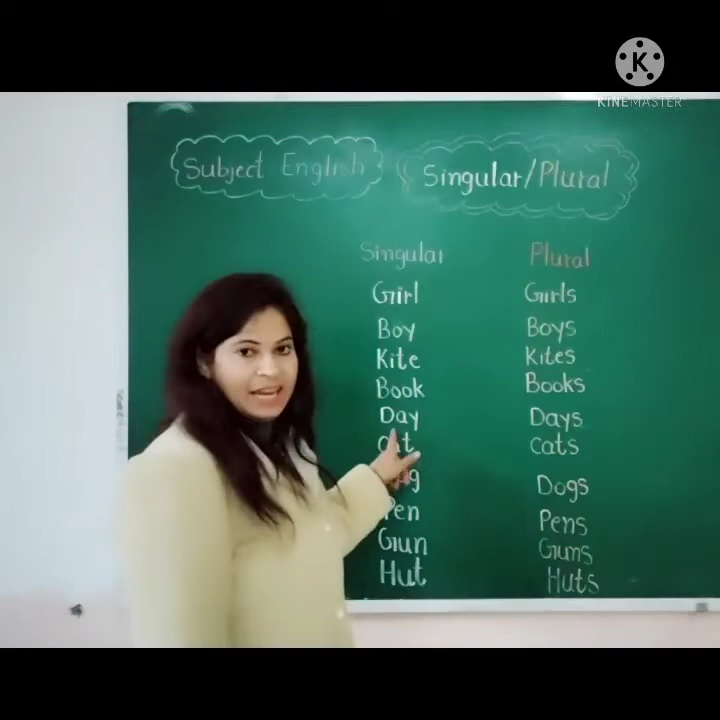 K
KINEMASTER
Subject English
Singular/Plural
Singular Plural
Girl Girls
Boy Boys
Kite Kites
Book Books
Day Days
Cat Cats
Dogs
Pen Pens
Gun Guns
Hut Huts